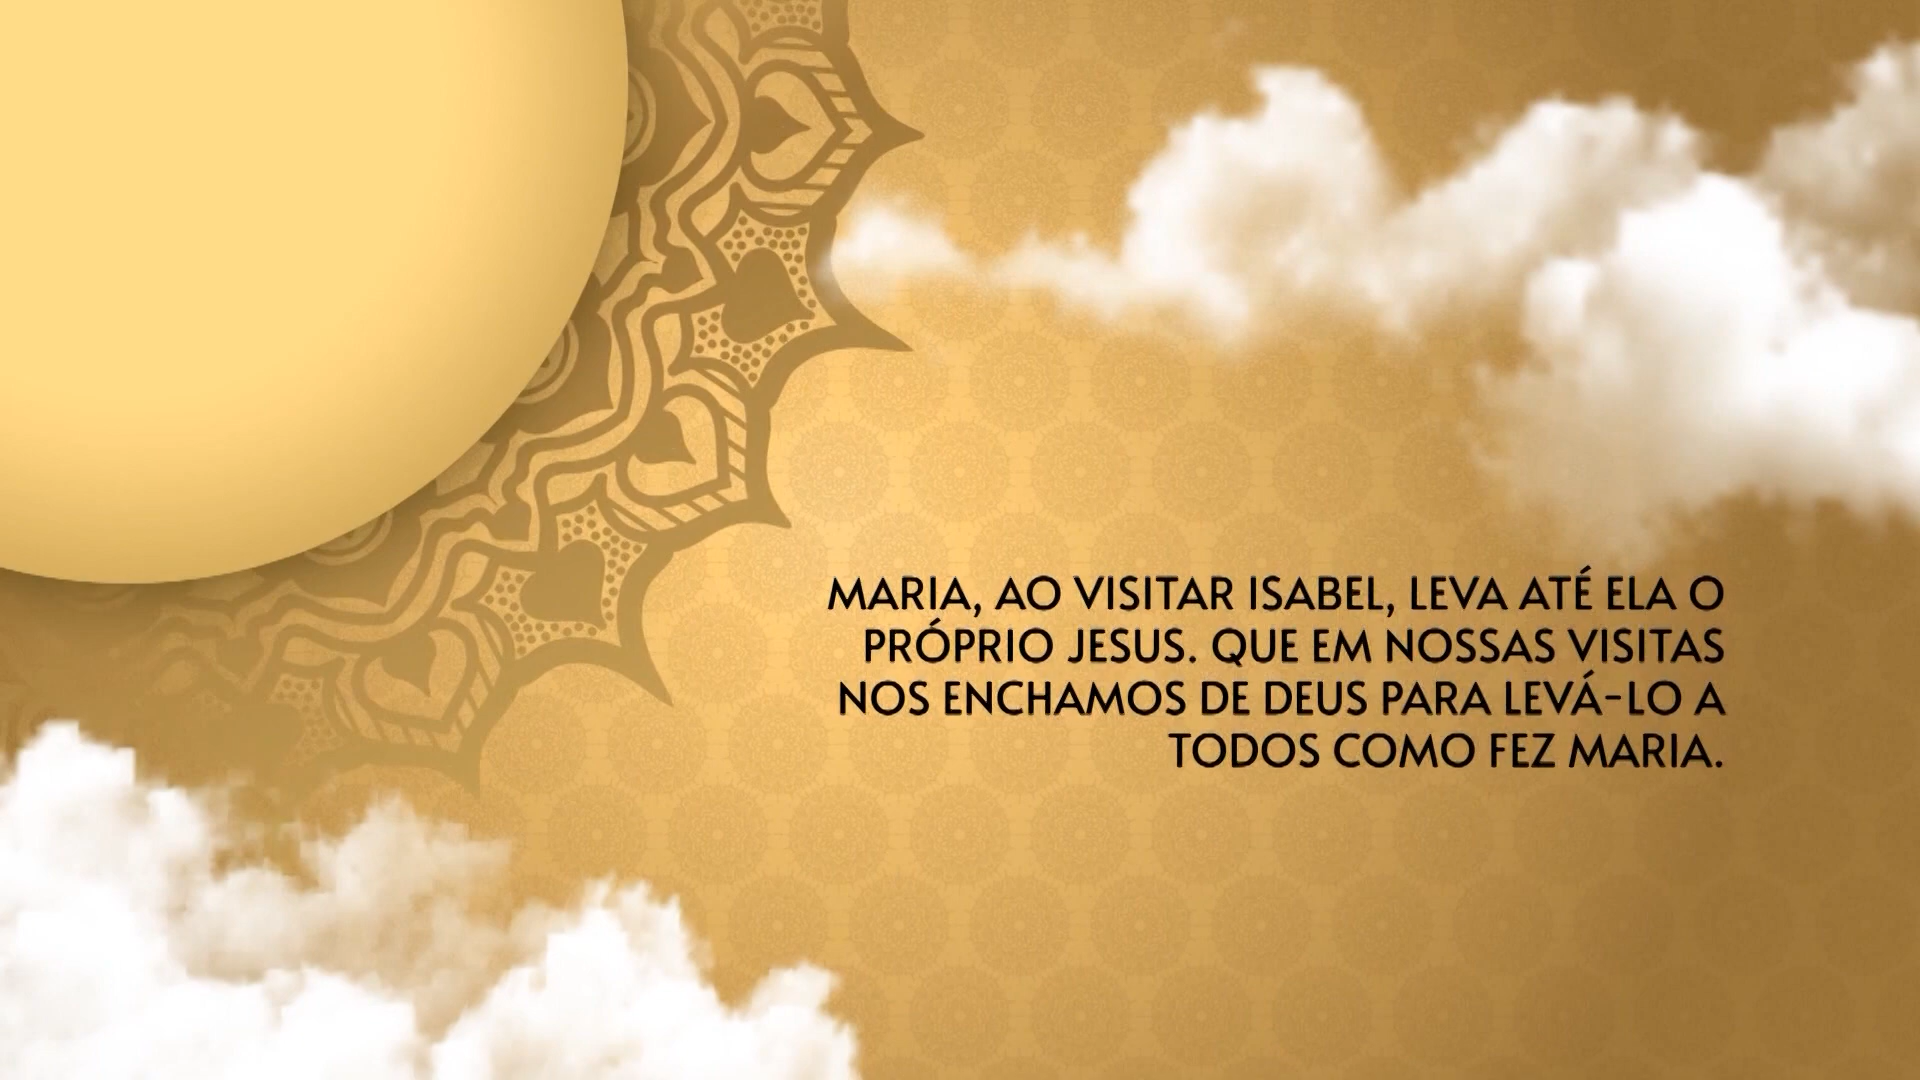 MARIA, AO VISITAR ISABEL, LEVA ATÉ ELA O
PRÓPRIO JESUS. QUE EM NOSSAS VISITAS
NOS ENCHAMOS DE DEUS PARA LEVÁ-LO A
TODOS COMO FEZ MARIA.